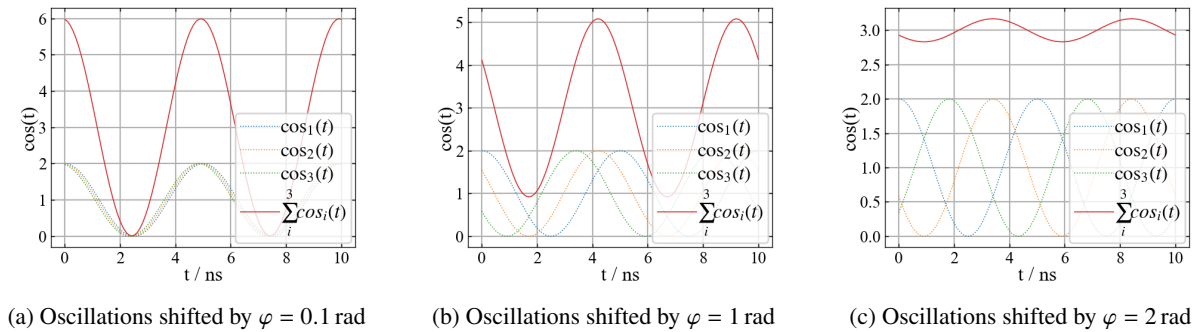 6
5
4
3
2
1
0
cos(t)
cos₁(t)
cos₂(t)
cos₃(t)
3
∑cosᵢ(t)
i
0 2 4 6 8 10
t / ns
(a) Oscillations shifted by φ = 0.1 rad
5
4
3
2
1
0
cos(t)
cos₁(t)
cos₂(t)
cos₃(t)
3
∑cosᵢ(t)
i
0 2 4 6 8 10
t / ns
(b) Oscillations shifted by φ = 1 rad
3.0
2.5
2.0
1.5
1.0
0.5
0.0
cos(t)
cos₁(t)
cos₂(t)
cos₃(t)
3
∑cosᵢ(t)
i
0 2 4 6 8 10
t / ns
(c) Oscillations shifted by φ = 2 rad